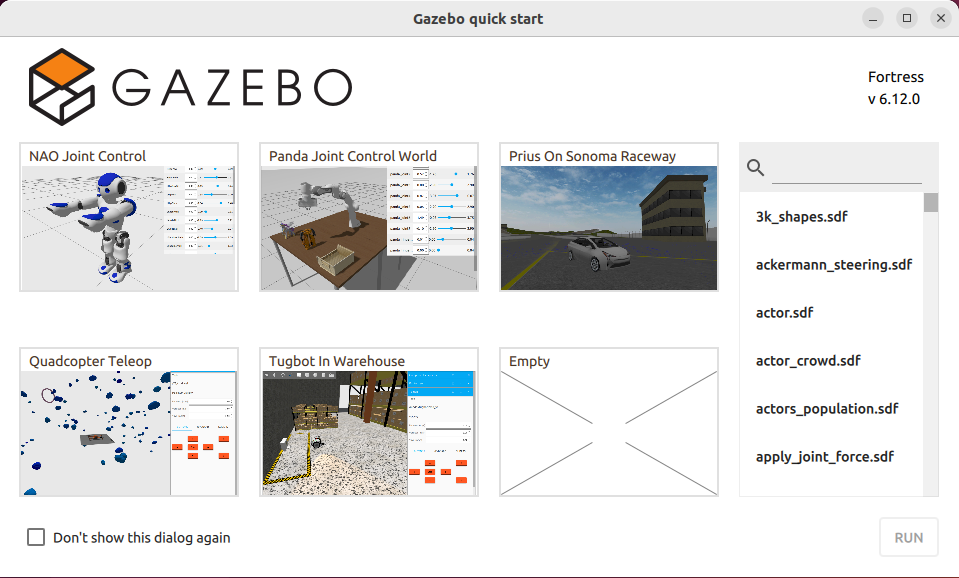 Gazebo quick start
GAZEBO
Fortress
v 6.12.0
NAO Joint Control
Panda Joint Control World
Prius On Sonoma Raceway
3k_shapes.sdf
ackermann_steering.sdf
actor.sdf
actor_crowd.sdf
actors_population.sdf
apply_joint_force.sdf
Quadcopter Teleop
Tugbot In Warehouse
Empty
Don't show this dialog again
RUN